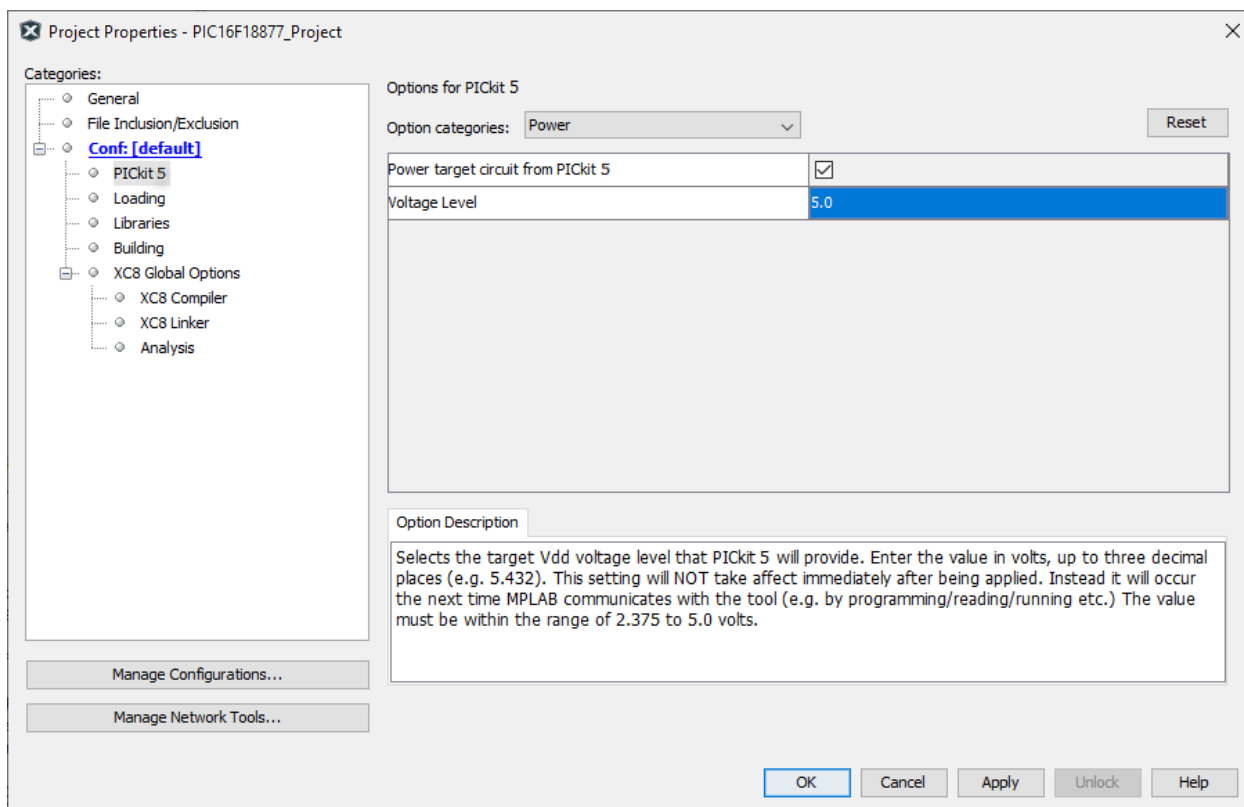 Project Properties - PIC16F18877_Project
Categories:
General
File Inclusion/Exclusion
Conf: [default]
PICkit 5
Loading
Libraries
Building
XC8 Global Options
XC8 Compiler
XC8 Linker
Analysis
Manage Configurations...
Manage Network Tools...
Options for PICkit 5
Option categories: Power
Reset
Power target circuit from PICkit 5
Voltage Level 5.0
Option Description
Selects the target Vdd voltage level that PICkit 5 will provide. Enter the value in volts, up to three decimal
places (e.g. 5.432). This setting will NOT take affect immediately after being applied. Instead it will occur
the next time MPLAB communicates with the tool (e.g. by programming/reading/running etc.) The value
must be within the range of 2.375 to 5.0 volts.
OK Cancel Apply Unlock Help